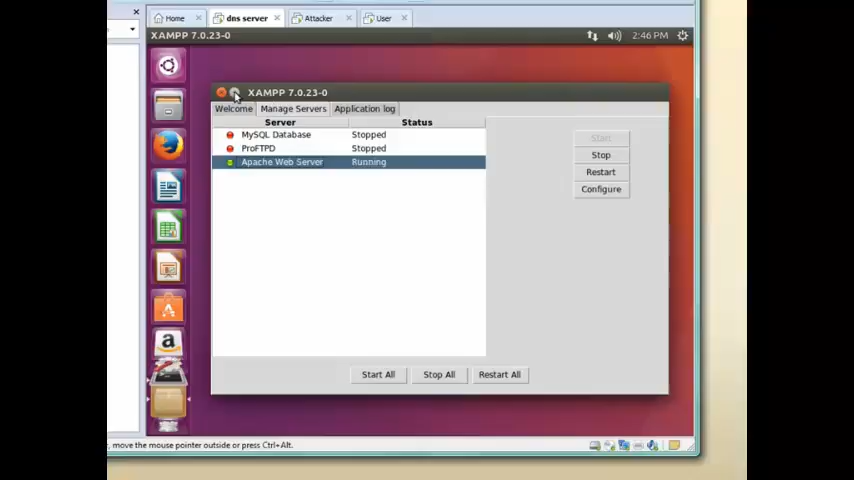 Home
dns server
Attacker
User
XAMPP 7.0.23-0
2:46 PM
XAMPP 7.0.23-0
Welcome
Manage Servers
Application log
Server
Status
MySQL Database
Stopped
ProFTPD
Stopped
Apache Web Server
Running
Start
Stop
Restart
Configure
Start All
Stop All
Restart All
, move the mouse pointer outside or press Ctrl+Alt.